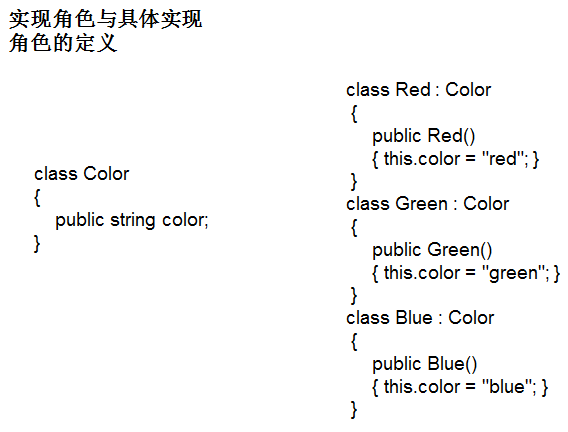 实现角色与具体实现
角色的定义
class Color
{
public string color;
}
class Red : Color
{
public Red()
{ this.color = "red"; }
}
class Green : Color
{
public Green()
{ this.color = "green"; }
}
class Blue : Color
{
public Blue()
{ this.color = "blue"; }
}